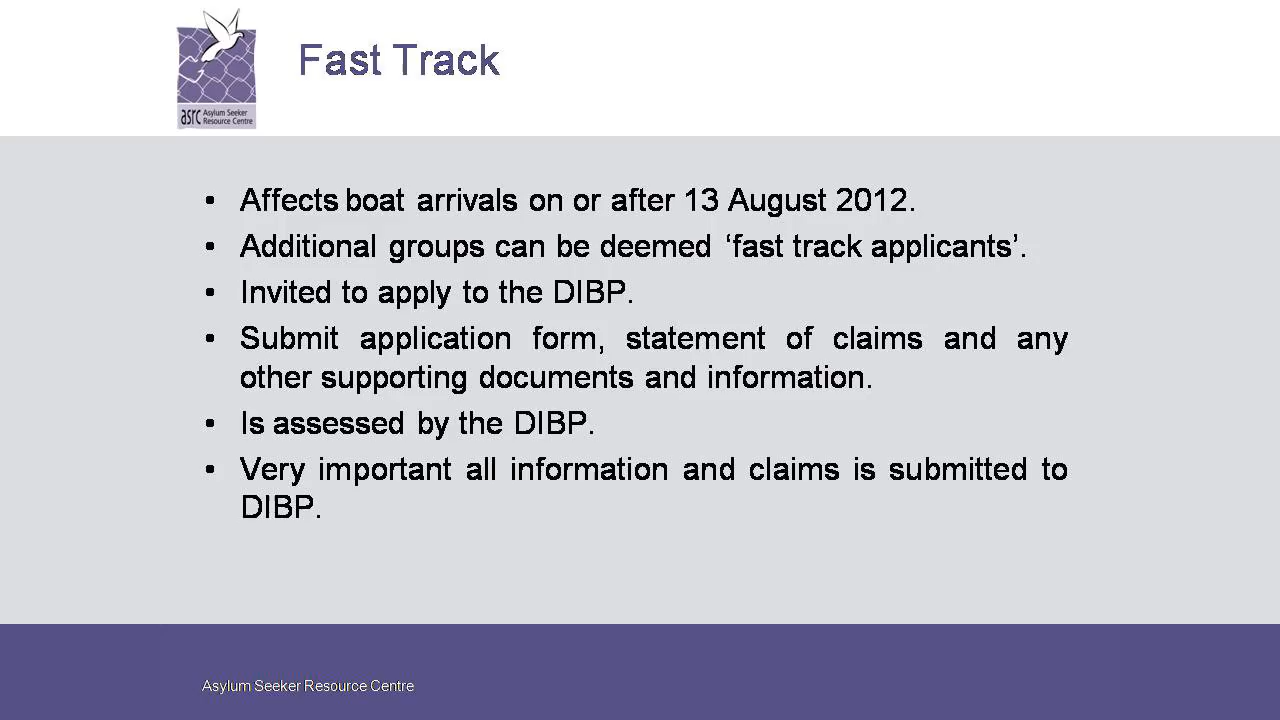 Fast Track
asrc Asylum Seeker
Resource Centre
• Affects boat arrivals on or after 13 August 2012.
• Additional groups can be deemed ‘fast track applicants’.
• Invited to apply to the DIBP.
• Submit application form, statement of claims and any
other supporting documents and information.
• Is assessed by the DIBP.
• Very important all information and claims is submitted to
DIBP.
Asylum Seeker Resource Centre